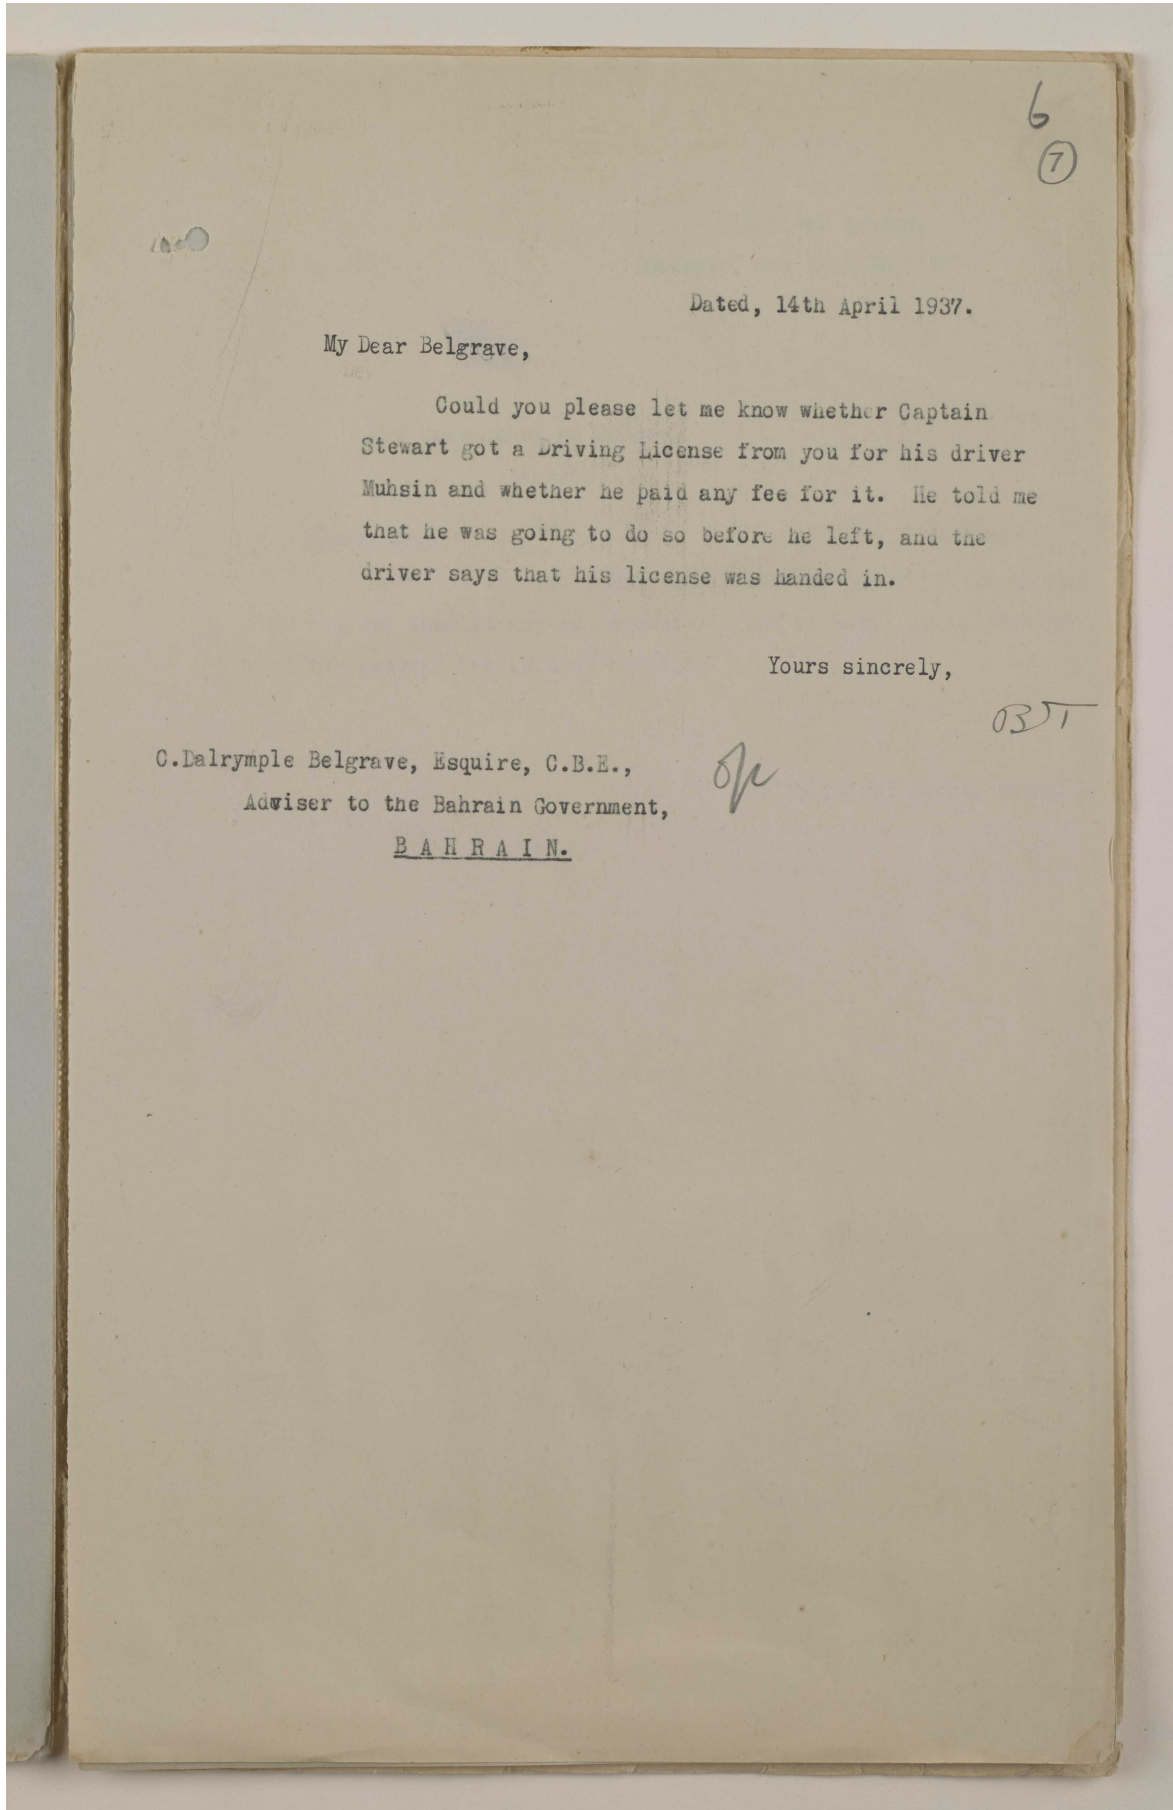 6
7
Dated, 14th April 1937.
My Dear Belgrave,
Could you please let me know whether Captain
Stewart got a Driving License from you for his driver
Muhsin and whether he paid any fee for it. He told me
that he was going to do so before he left, and the
driver says that his license was handed in.
Yours sincrely,
C.Dalrymple Belgrave, Esquire, C.B.E.,
Adviser to the Bahrain Government,
B A H R A I N.